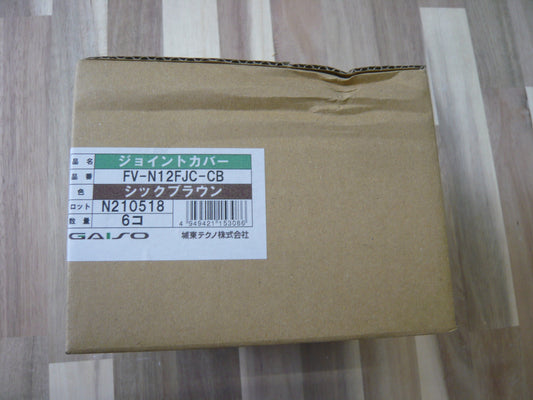 品名 ジョイントカバー
品番 FV-N12FJC-CB
色 シックブラウン
ロット N210518
数量 6コ
4949421153066
GAISO 城東テクノ株式会社